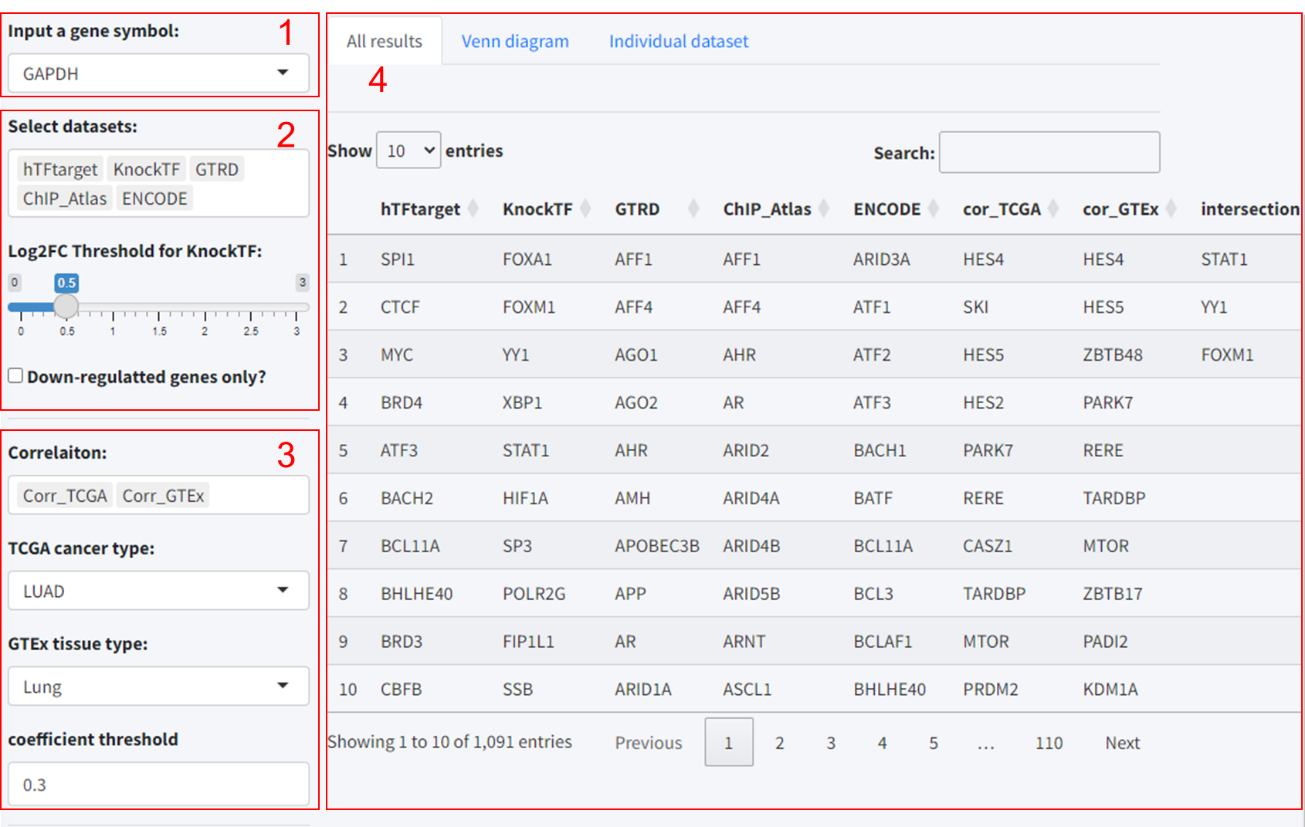 Input a gene symbol: 1
GAPDH
Select datasets: 2
hTFtarget KnockTF GTRD
ChIP_Atlas ENCODE
Log2FC Threshold for KnockTF:
0 0.5 3
0 0.5 1 1.5 2 2.5 3
Down-regulatted genes only?
Correlaiton: 3
Corr_TCGA Corr_GTEx
TCGA cancer type:
LUAD
GTEx tissue type:
Lung
coefficient threshold
0.3
All results Venn diagram Individual dataset
4
Show 10 entries Search:
hTFtarget KnockTF GTRD ChIP_Atlas ENCODE cor_TCGA cor_GTEx intersection
1 SPI1 FOXA1 AFF1 AFF1 ARID3A HES4 HES4 STAT1
2 CTCF FOXM1 AFF4 AFF4 ATF1 SKI HES5 YY1
3 MYC YY1 AGO1 AHR ATF2 HES5 ZBTB48 FOXM1
4 BRD4 XBP1 AGO2 AR ATF3 HES2 PARK7
5 ATF3 STAT1 AHR ARID2 BACH1 PARK7 RERE
6 BACH2 HIF1A AMH ARID4A BATF RERE TARDBP
7 BCL11A SP3 APOBEC3B ARID4B BCL11A CASZ1 MTOR
8 BHLHE40 POLR2G APP ARID5B BCL3 TARDBP ZBTB17
9 BRD3 FIP1L1 AR ARNT BCLAF1 MTOR PADI2
10 CBFB SSB ARID1A ASCL1 BHLHE40 PRDM2 KDM1A
Showing 1 to 10 of 1,091 entries Previous 1 2 3 4 5 ... 110 Next